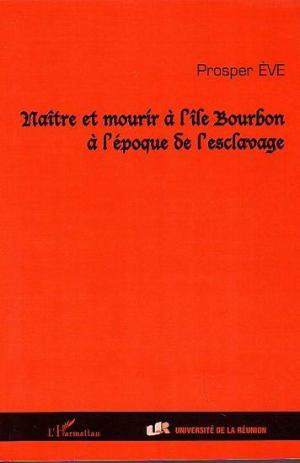 Prosper ÈVE
Naître et mourir à l'île Bourbon
à l'époque de l'esclavage
L'Harmattan
UNIVERSITÉ DE LA RÉUNION